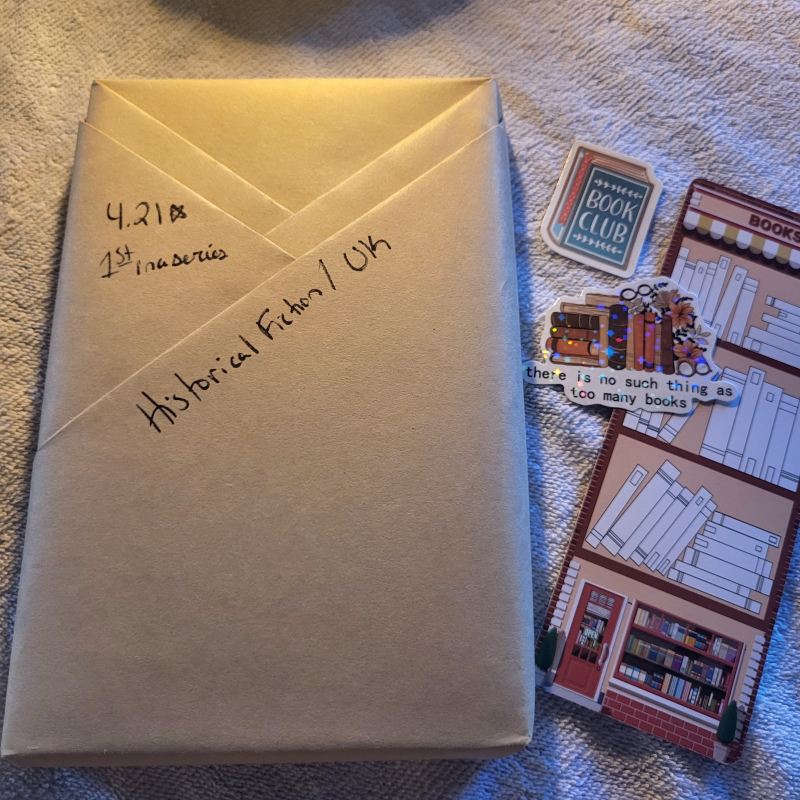 4.21
1st in a series
Historical Fiction / UK
BOOK
CLUB
BOOKS
there is no such thing as
too many books
OPEN